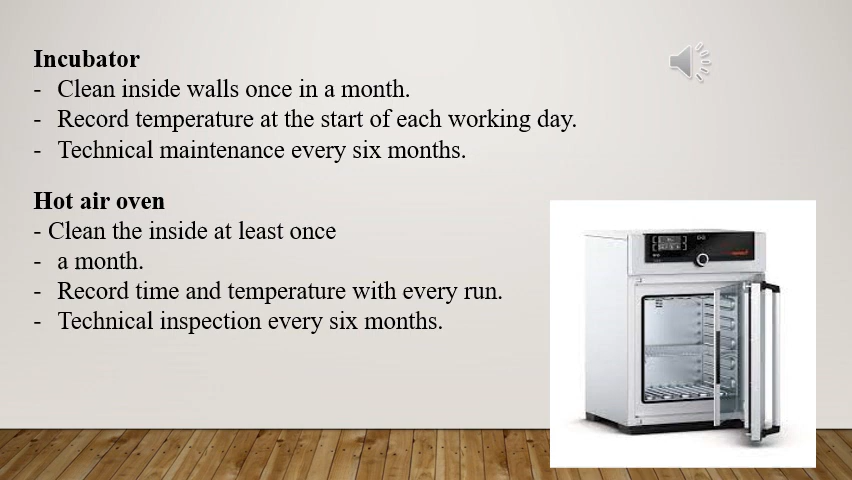 Incubator
- Clean inside walls once in a month.
- Record temperature at the start of each working day.
- Technical maintenance every six months.
Hot air oven
- Clean the inside at least once
- a month.
- Record time and temperature with every run.
- Technical inspection every six months.